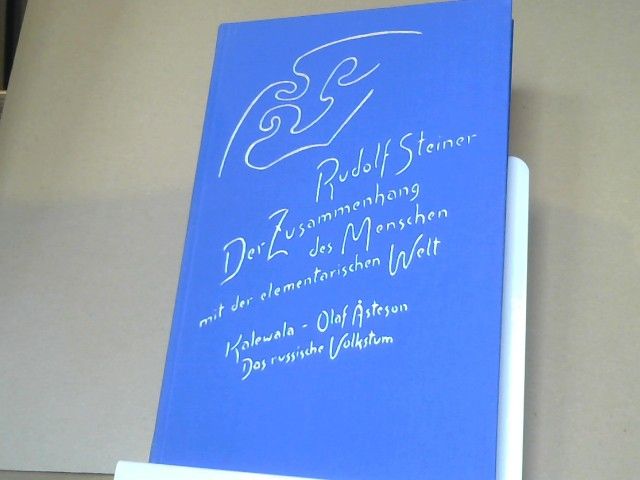 Rudolf Steiner
Der Zusammenhang
des Menschen
mit der elementarischen Welt
Kalewala - Olaf Åsteson
Das russische Volkstum